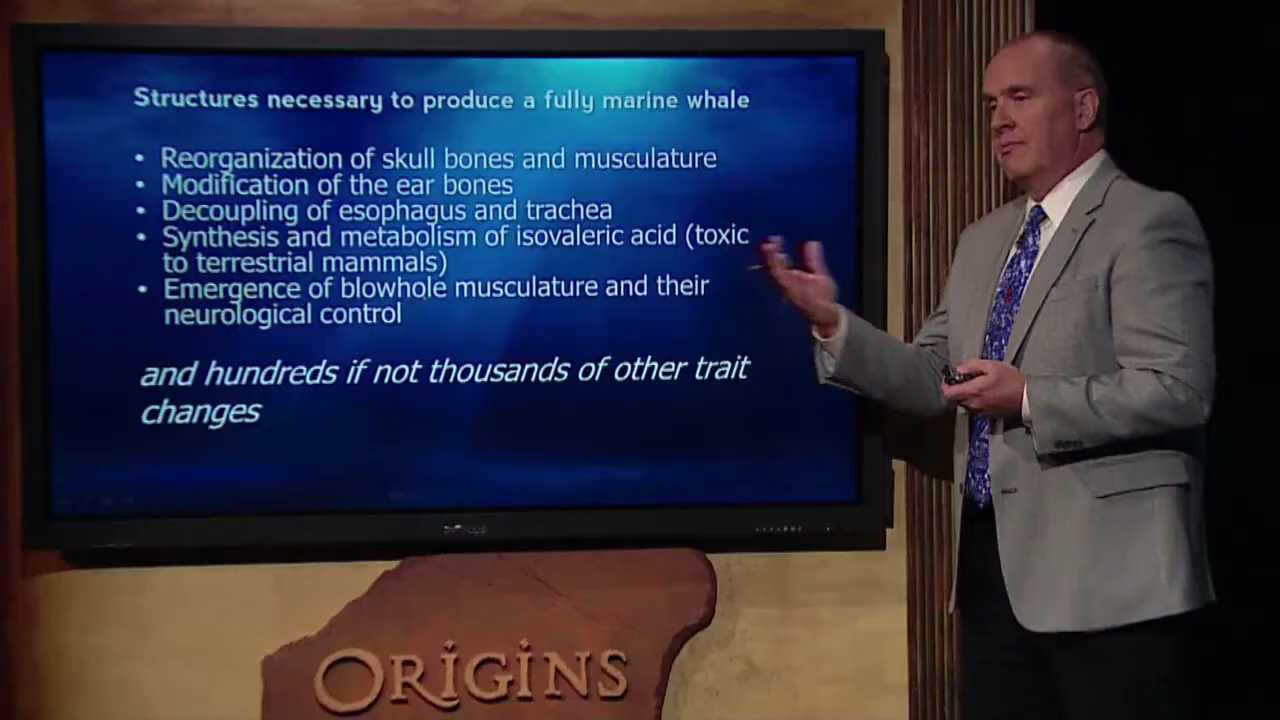 Structures necessary to produce a fully marine whale
• Reorganization of skull bones and musculature
• Modification of the ear bones
• Decoupling of esophagus and trachea
• Synthesis and metabolism of isovaleric acid (toxic
to terrestrial mammals)
• Emergence of blowhole musculature and their
neurological control
and hundreds if not thousands of other trait
changes
ORIGINS